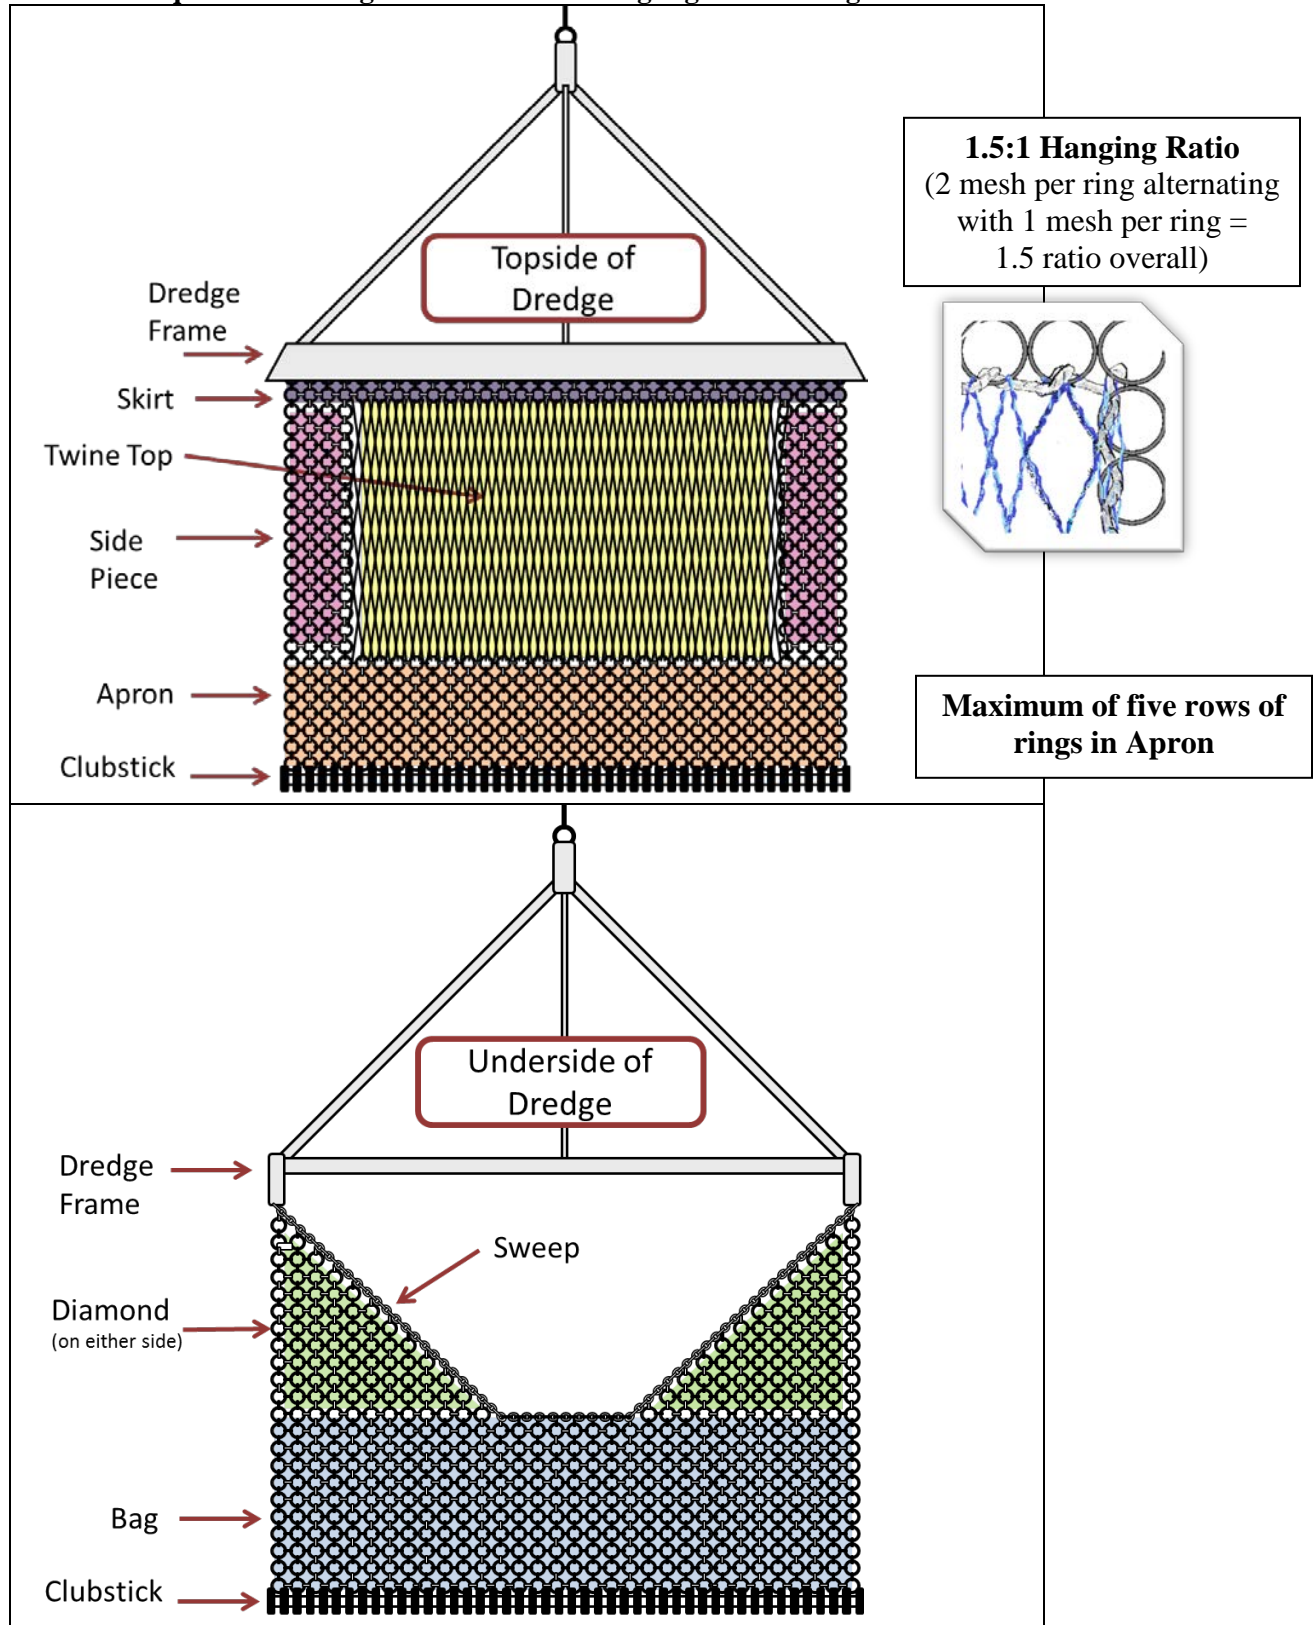 1.5:1 Hanging Ratio
(2 mesh per ring alternating
with 1 mesh per ring =
1.5 ratio overall)
Topside of
Dredge
Dredge
Frame
Skirt
Twine Top
Side
Piece
Apron
Clubstick
Maximum of five rows of
rings in Apron
Underside of
Dredge
Dredge
Frame
Sweep
Diamond
(on either side)
Bag
Clubstick